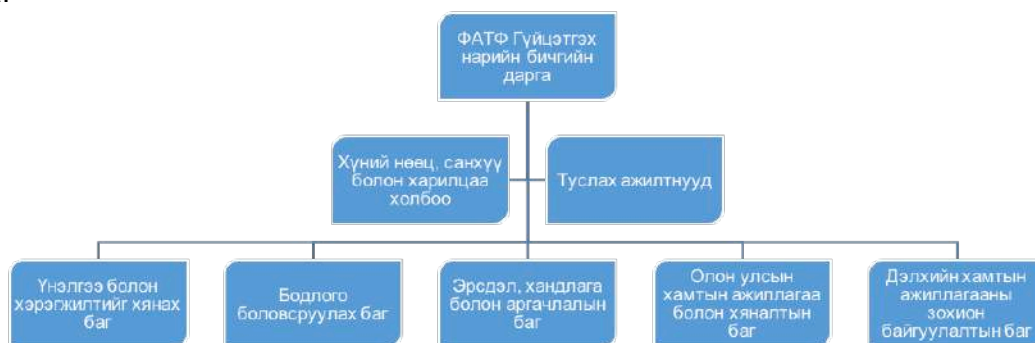 ФАТФ Гүйцэтгэх
нарийн бичгийн
дарга
Хүний нөөц, санхүү
болон харилцаа
холбоо
Туслах ажилтнууд
Үнэлгээ болон
хэрэгжилтийг хянах
баг
Бодлого
боловсруулах баг
Эрсдэл, хандлага
болон аргачлалын
баг
Олон улсын
хамтын ажиллагаа
болон хяналтын
баг
Дэлхийн хамтын
ажиллагааны
зохион
байгуулалтын баг